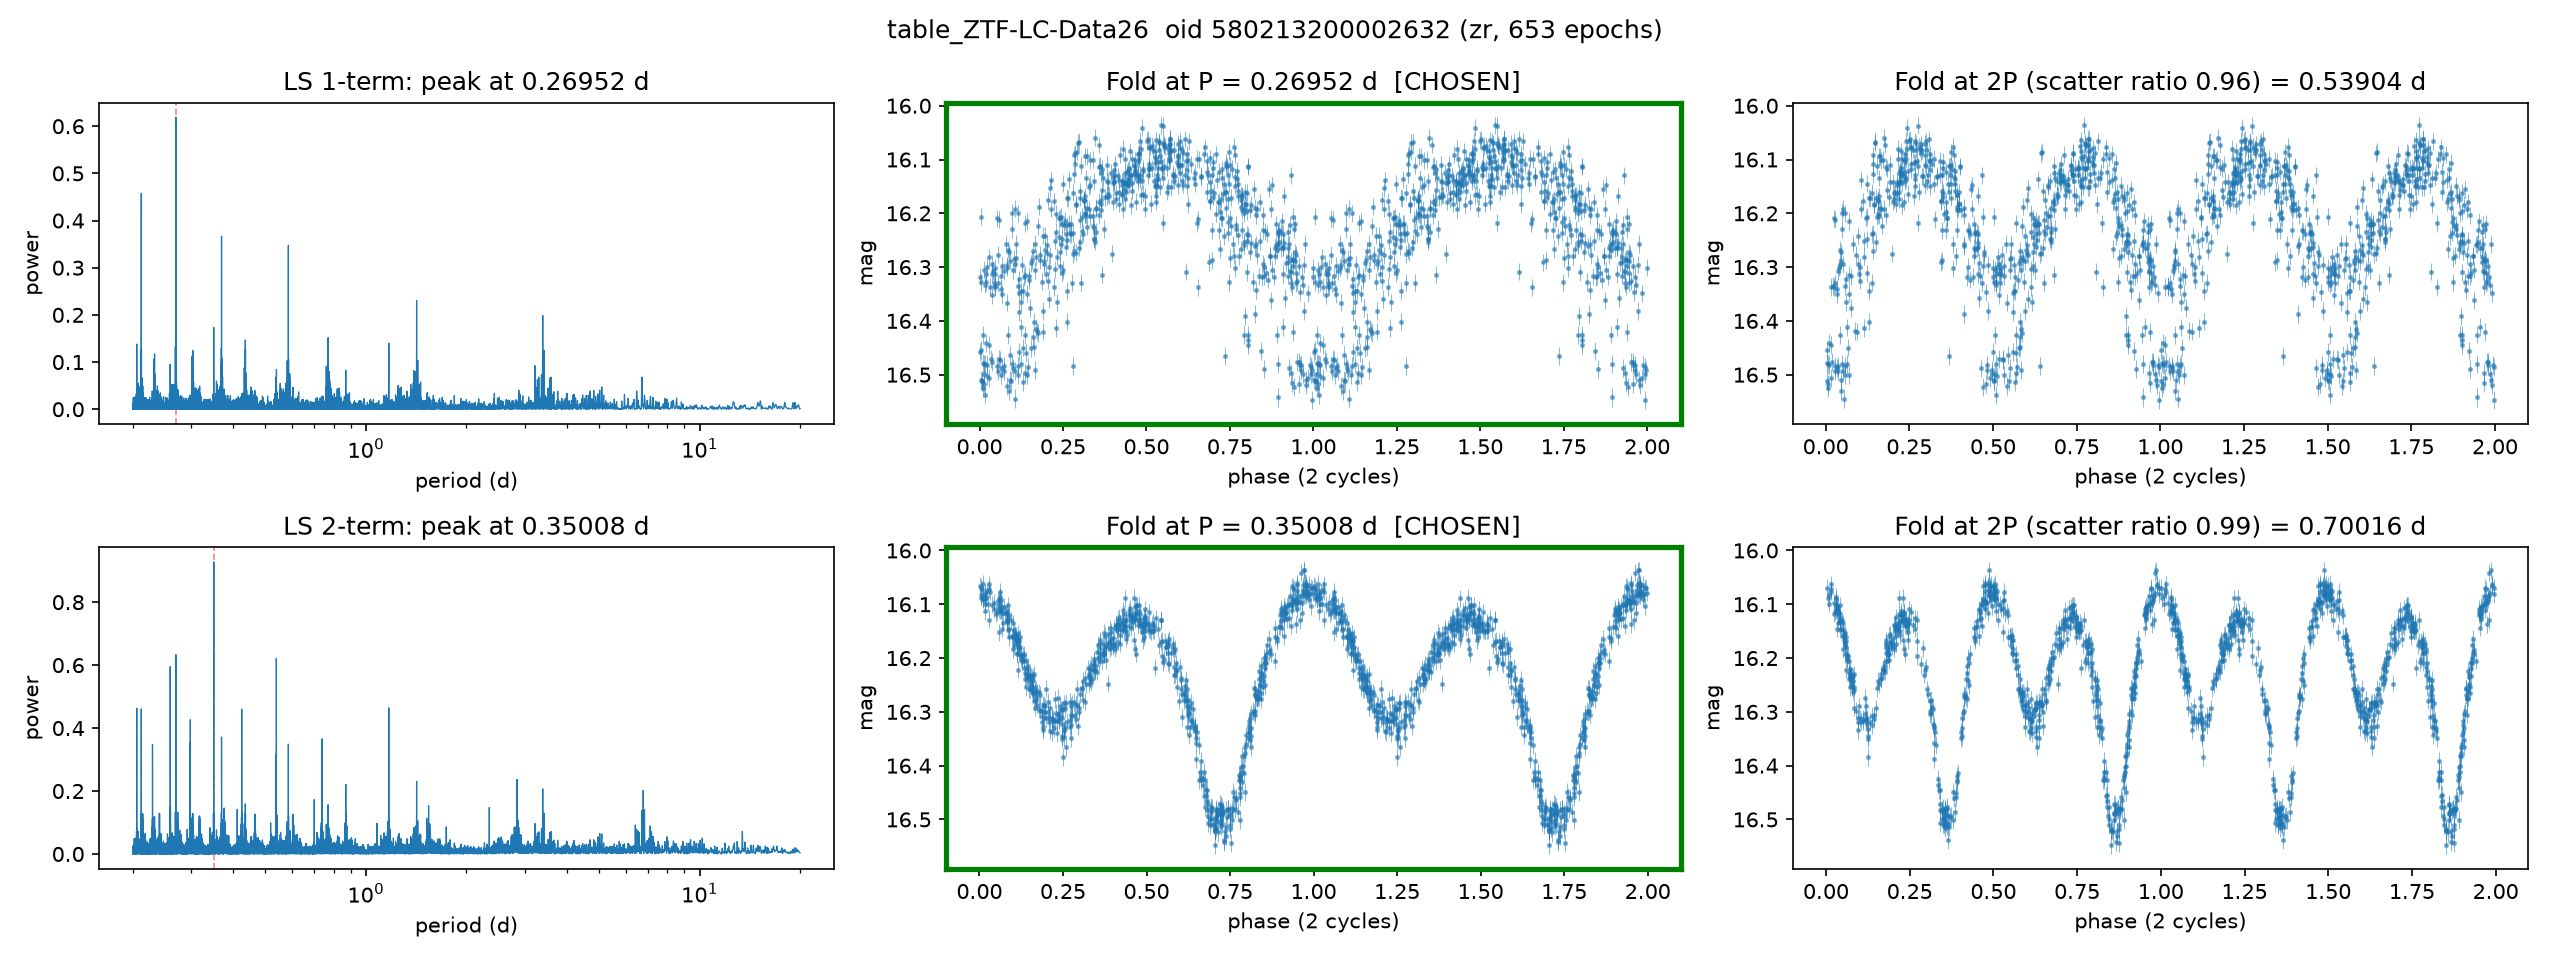 table_ZTF-LC-Data26  oid 580213200002632 (zr, 653 epochs)
LS 1-term: peak at 0.26952 d
power
0.6
0.5
0.4
0.3
0.2
0.1
0.0
10^0
10^1
period (d)
Fold at P = 0.26952 d  [CHOSEN]
mag
16.0
16.1
16.2
16.3
16.4
16.5
0.00 0.25 0.50 0.75 1.00 1.25 1.50 1.75 2.00
phase (2 cycles)
Fold at 2P (scatter ratio 0.96) = 0.53904 d
mag
16.0
16.1
16.2
16.3
16.4
16.5
0.00 0.25 0.50 0.75 1.00 1.25 1.50 1.75 2.00
phase (2 cycles)
LS 2-term: peak at 0.35008 d
power
0.8
0.6
0.4
0.2
0.0
10^0
10^1
period (d)
Fold at P = 0.35008 d  [CHOSEN]
mag
16.0
16.1
16.2
16.3
16.4
16.5
0.00 0.25 0.50 0.75 1.00 1.25 1.50 1.75 2.00
phase (2 cycles)
Fold at 2P (scatter ratio 0.99) = 0.70016 d
mag
16.0
16.1
16.2
16.3
16.4
16.5
0.00 0.25 0.50 0.75 1.00 1.25 1.50 1.75 2.00
phase (2 cycles)